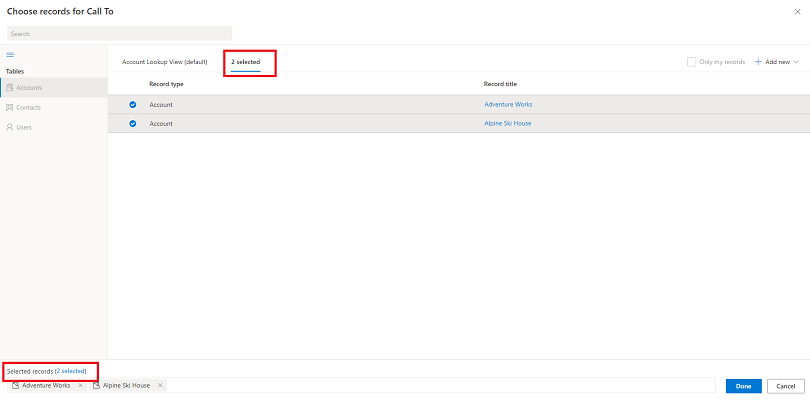 Choose records for Call To
Search
Tables
Accounts
Contacts
Users
Account Lookup View (default)
2 selected
Only my records
Add new
Record type
Record title
Account
Adventure Works
Account
Alpine Ski House
Selected records (2 selected)
Adventure Works
Alpine Ski House
Done
Cancel